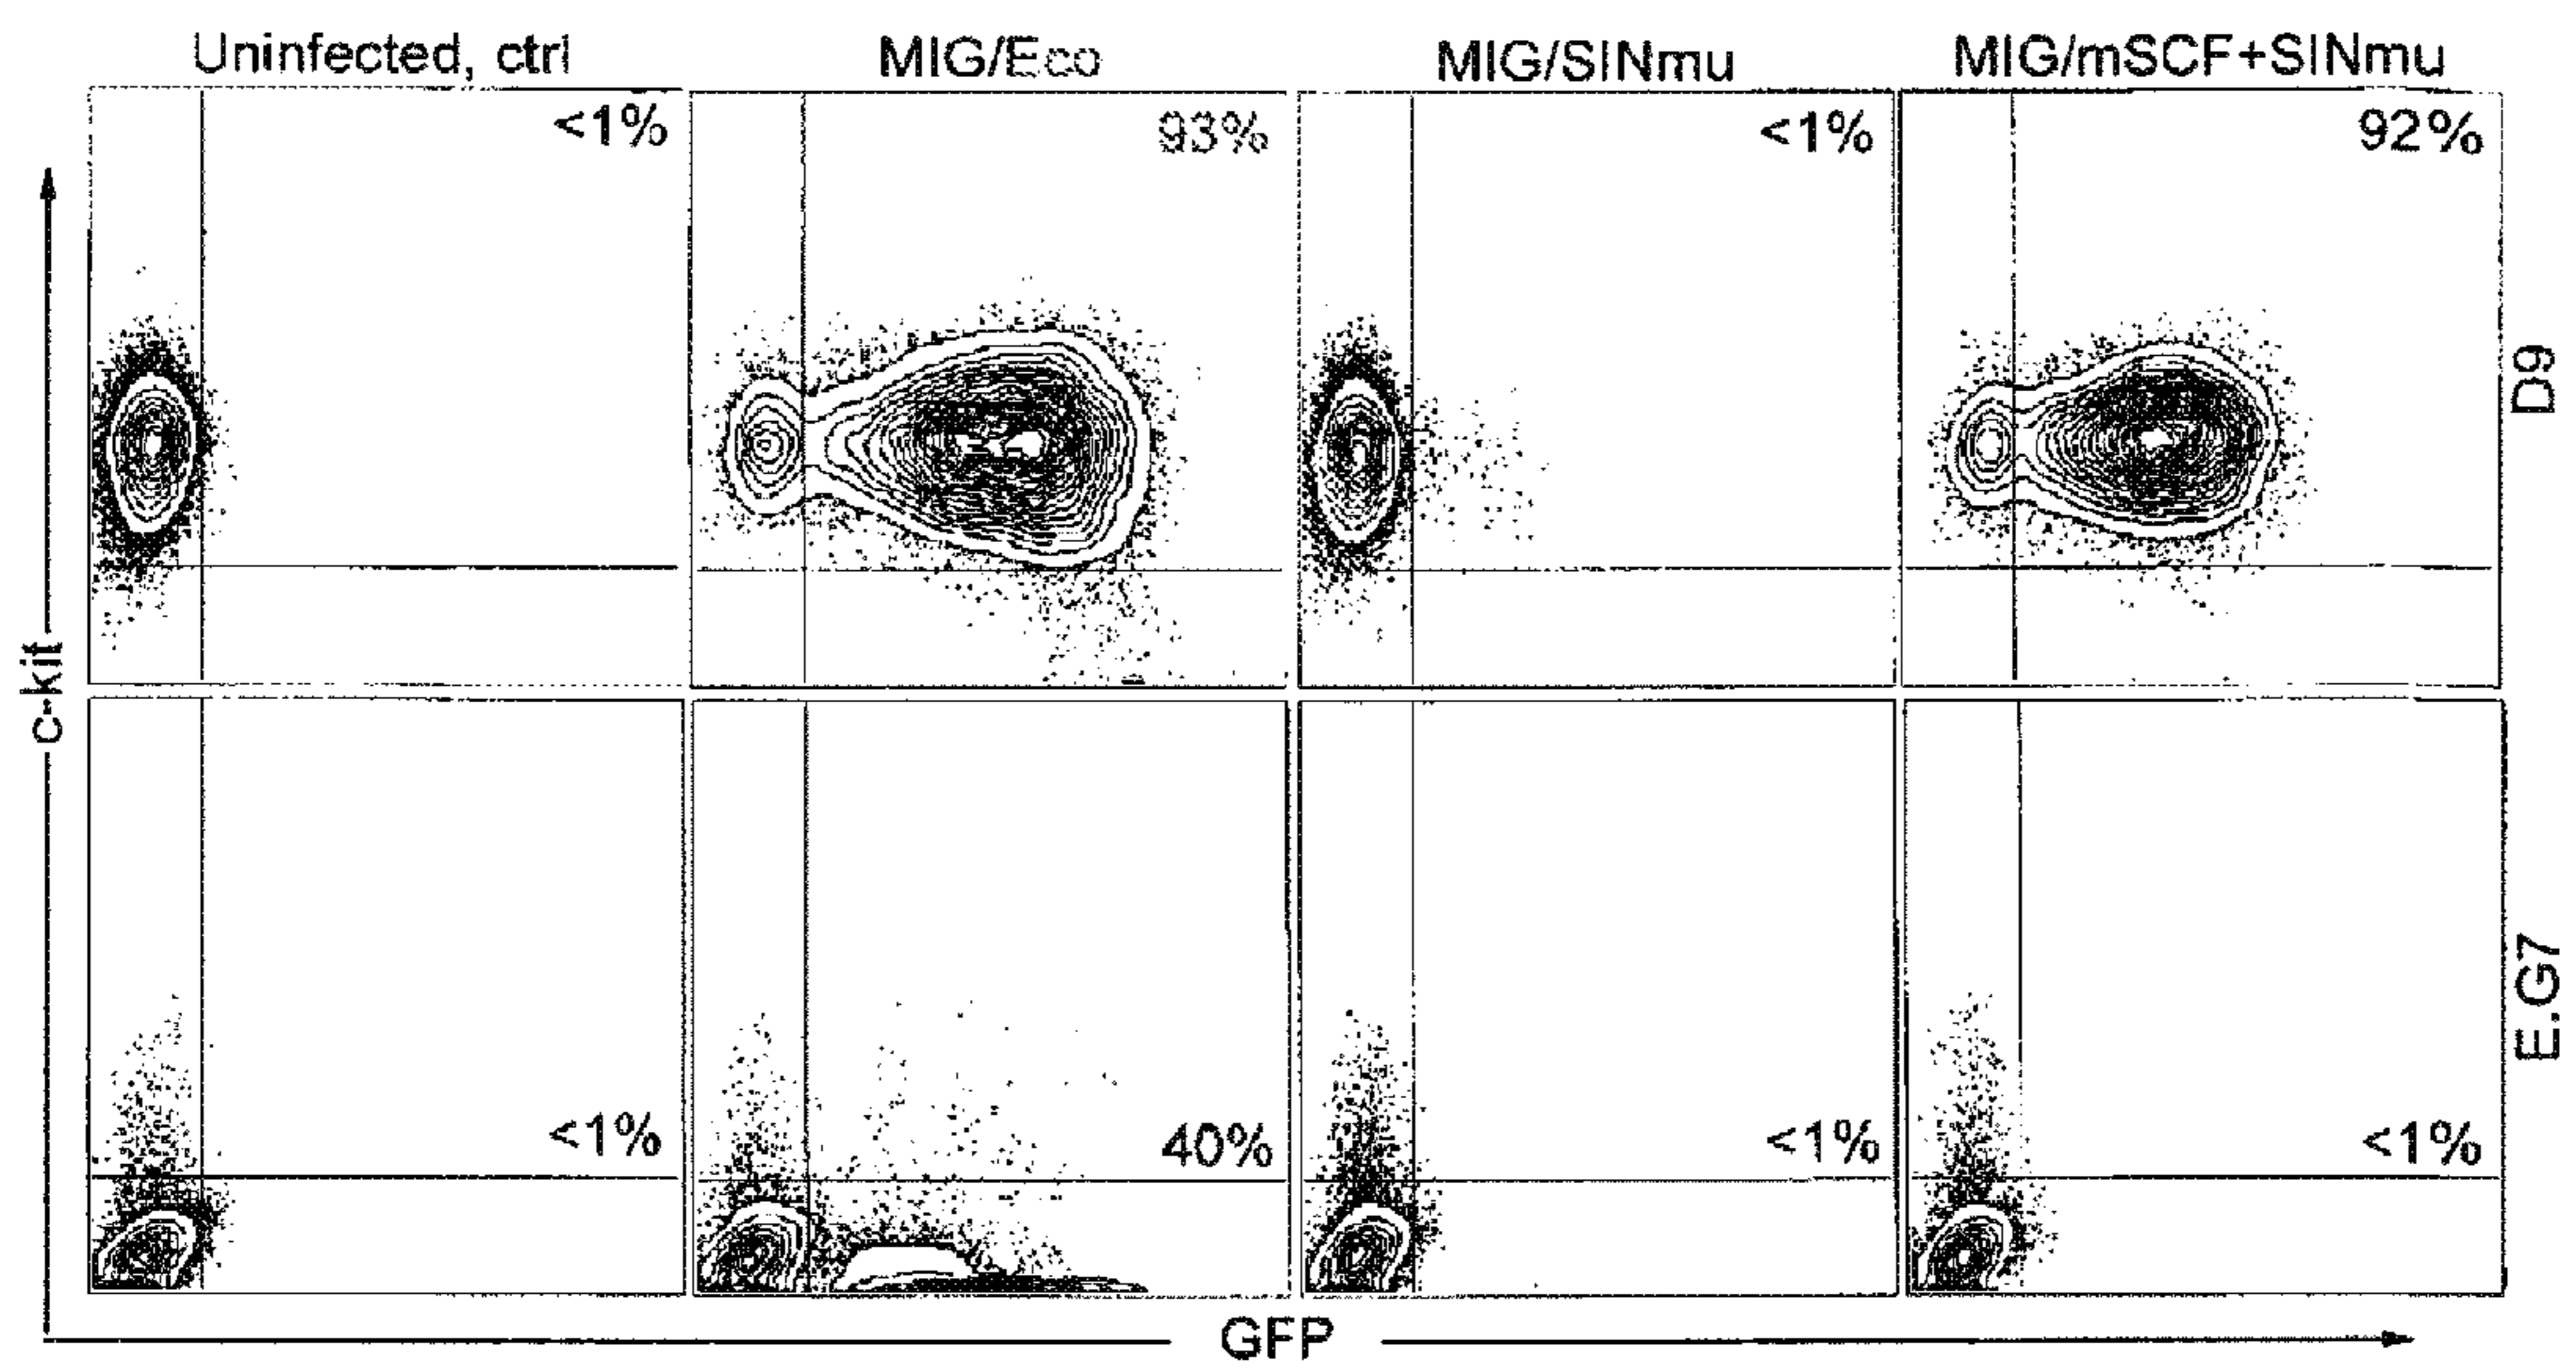 Uninfected, ctrl MIG/Eco MIG/SINmu MIG/mSCF+SINmu
<1% 93% <1% 92%
D9
c-kit
<1% 40% <1% <1%
E.G7
GFP